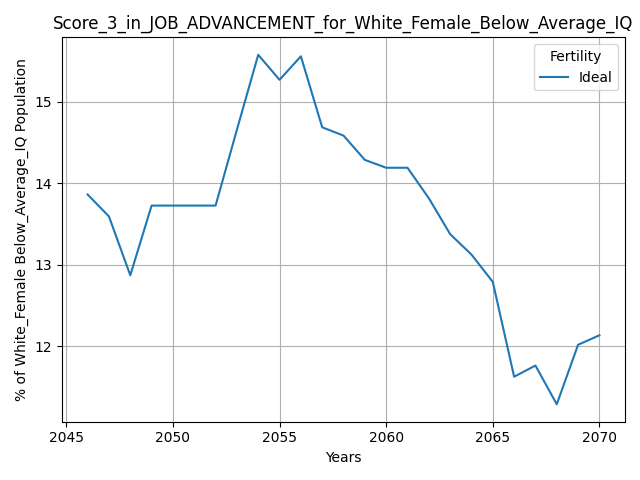 Score_3_in_JOB_ADVANCEMENT_for_White_Female_Below_Average_IQ
Fertility
Ideal
% of White_Female Below_Average_IQ Population
15
14
13
12
2045 2050 2055 2060 2065 2070
Years